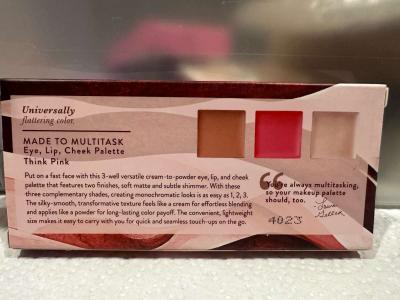 Universally
flattering color.
MADE TO MULTITASK
Eye, Lip, Cheek Palette
Think Pink
Put on a fast face with this 3-well versatile cream-to-powder eye, lip, and cheek
palette that features two finishes, soft matte and subtle shimmer. With these
three complementary shades, creating monochromatic looks is as easy as 1, 2, 3.
The silky-smooth, transformative texture feels like a cream for effortless blending
and applies like a powder for long-lasting color payoff. The convenient, lightweight
size makes it easy to carry with you for quick and seamless touch-ups on the go.
“You're always multitasking,
so your makeup palette
should, too.
Laura
Geller
4023